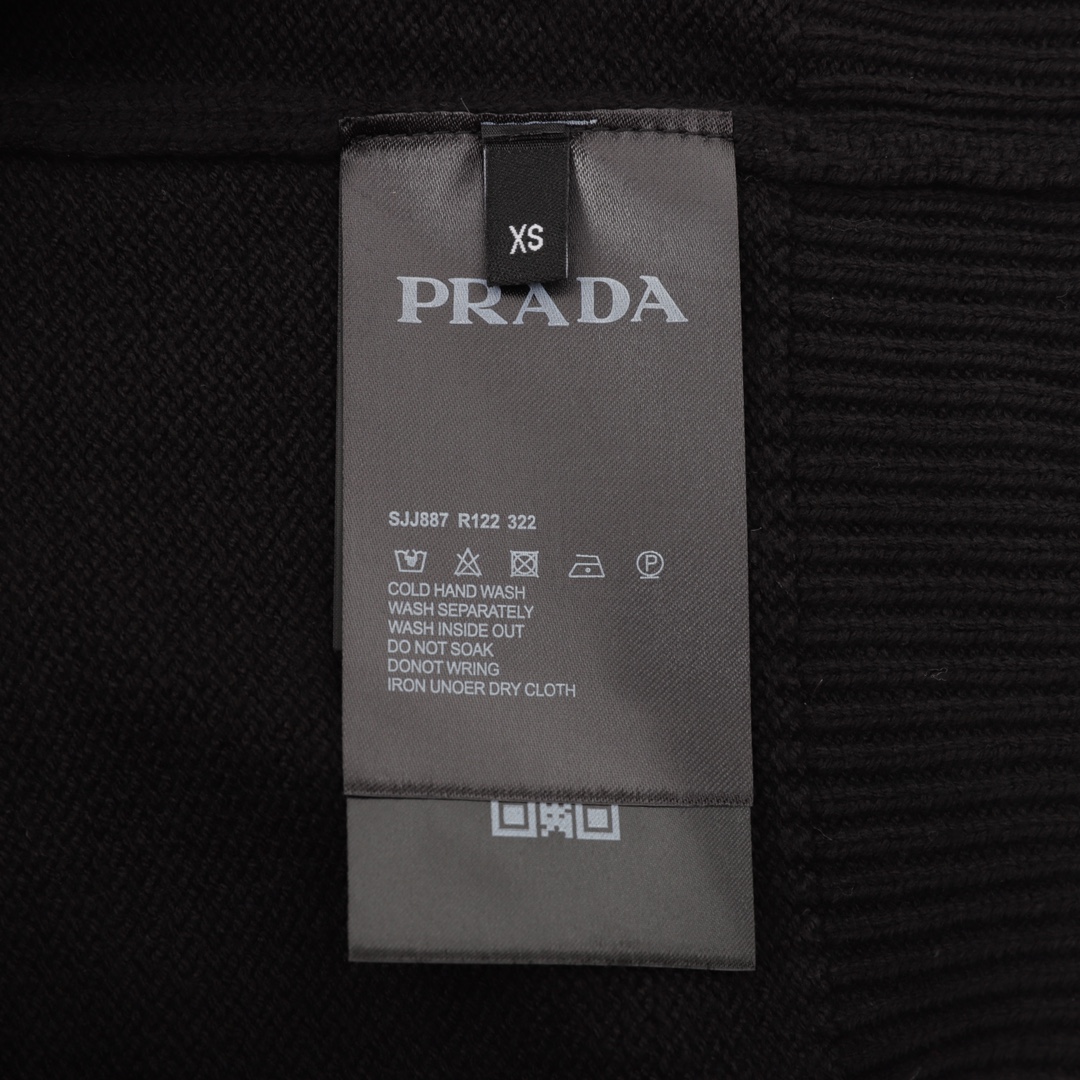 XS
PRADA
SJJ887 R122 322
P
COLD HAND WASH
WASH SEPARATELY
WASH INSIDE OUT
DO NOT SOAK
DONOT WRING
IRON UNOER DRY CLOTH